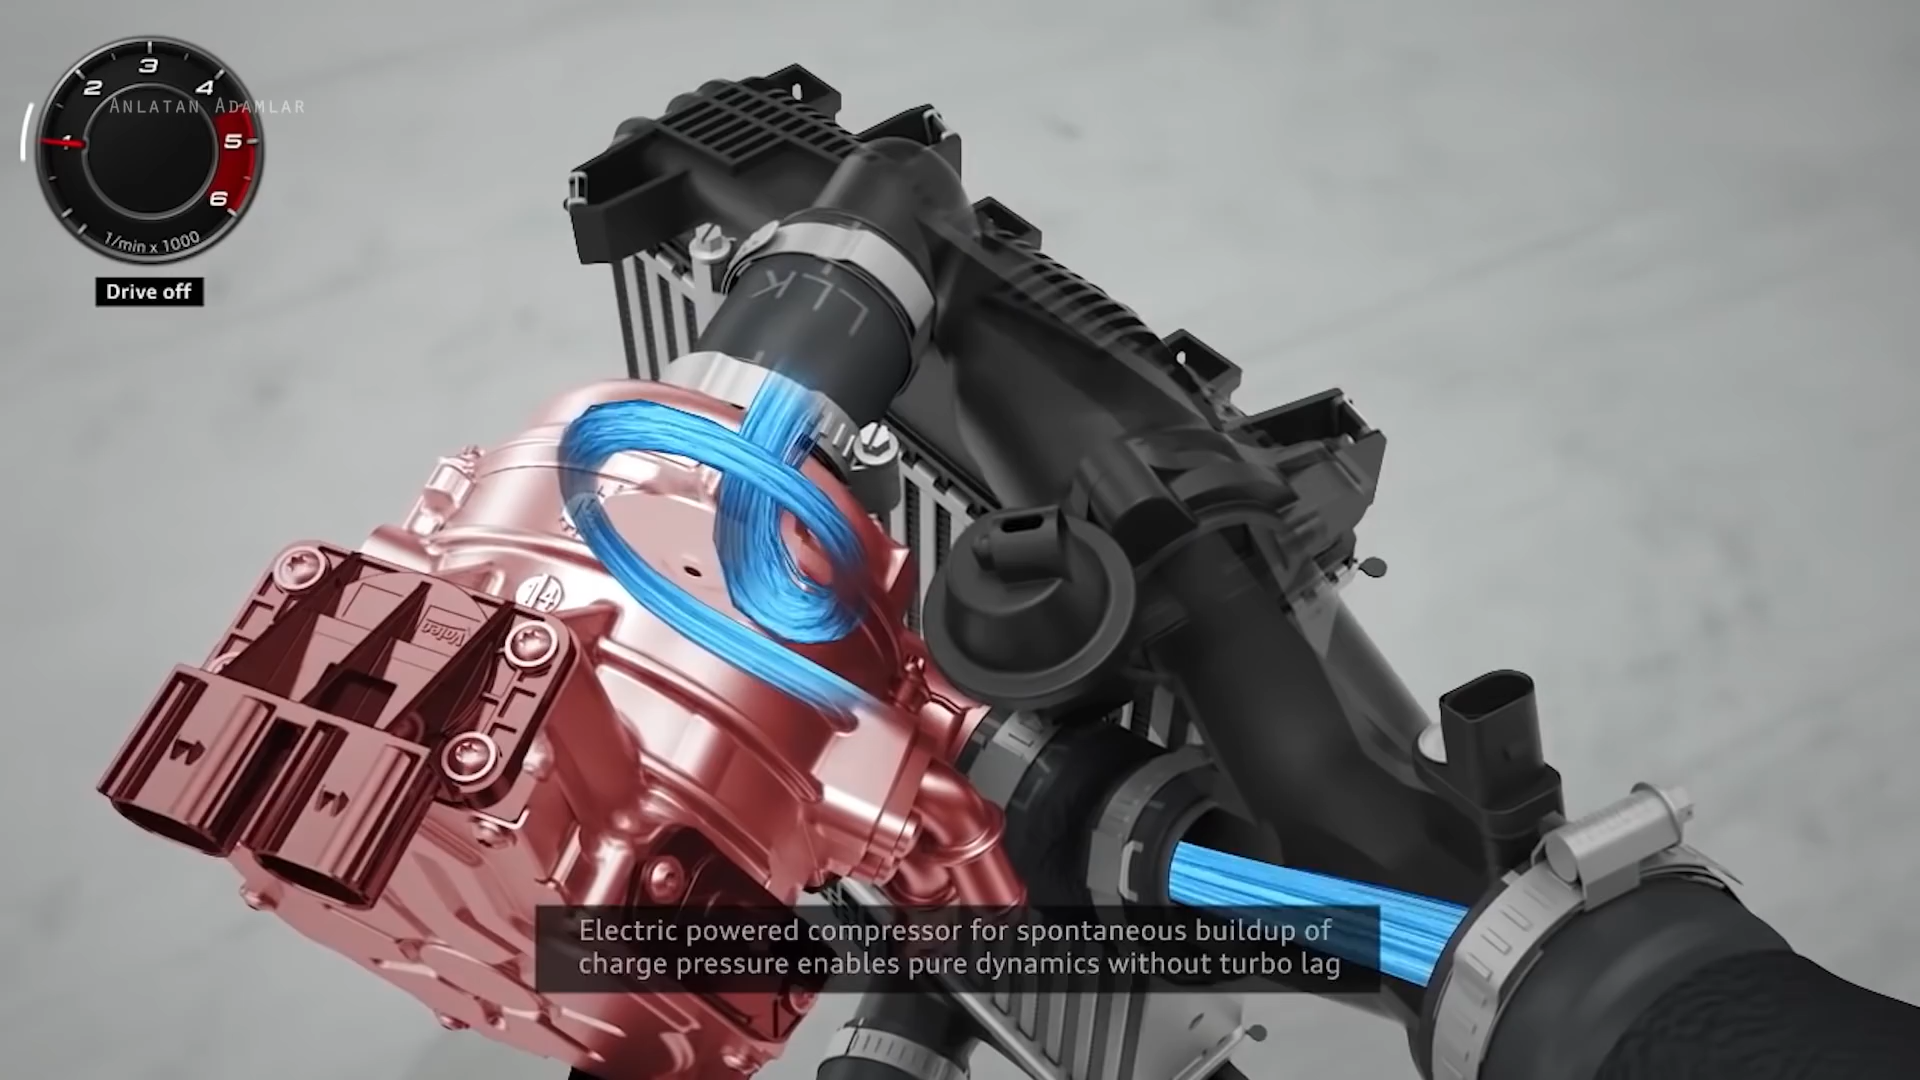 3
2
4
ANLATAN ADAMLAR
1
5
6
1/min x 1000
Drive off
LLK
14
Valeo
Electric powered compressor for spontaneous buildup of
charge pressure enables pure dynamics without turbo lag